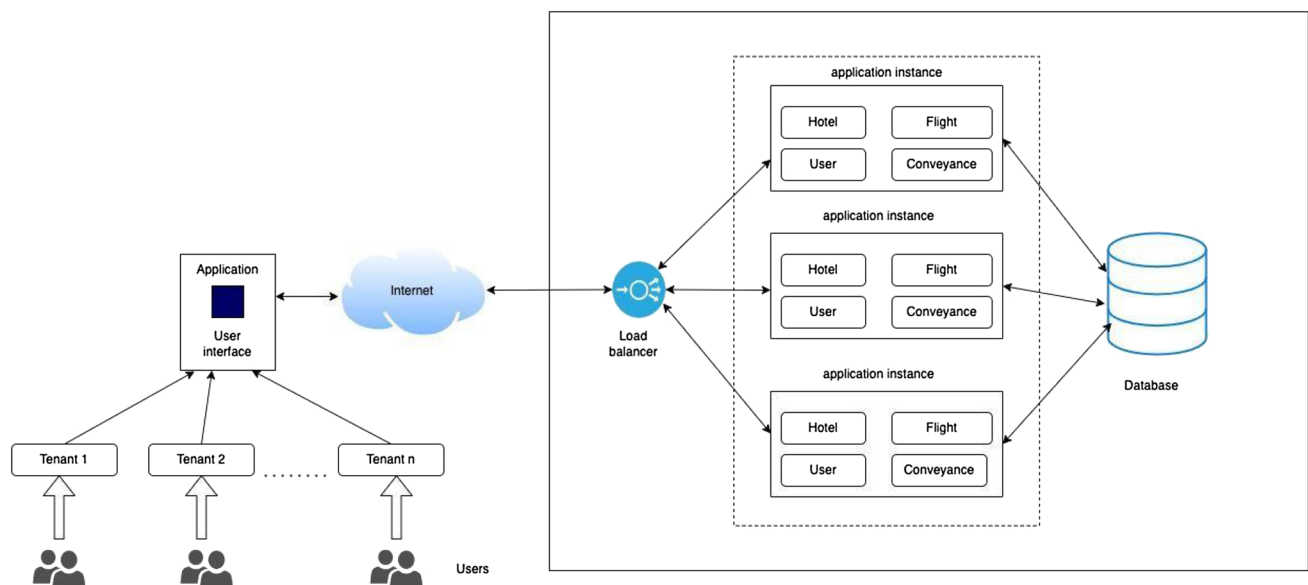 application instance
Hotel
Flight
User
Conveyance
application instance
Hotel
Flight
User
Conveyance
application instance
Hotel
Flight
User
Conveyance
Application
User
interface
Internet
Load
balancer
Database
Tenant 1
Tenant 2
Tenant n
Users